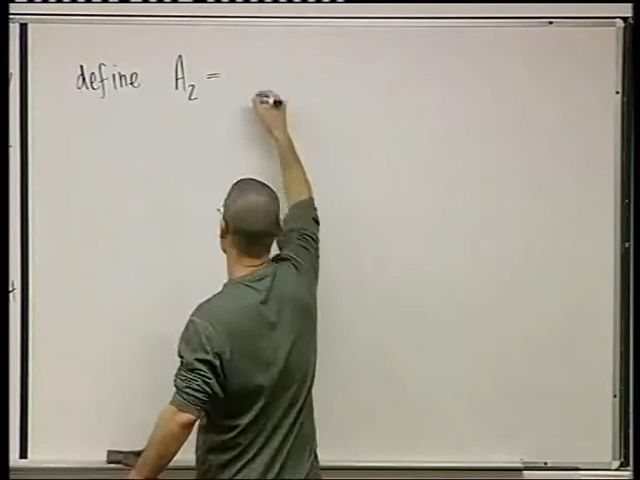 define A₂ =